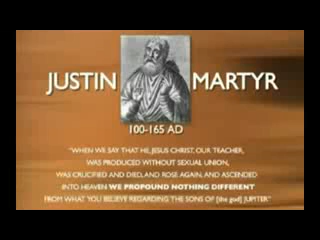 JUSTIN MARTYR
100-165 AD
"WHEN WE SAY THAT HE, JESUS CHRIST, OUR TEACHER,
WAS PRODUCED WITHOUT SEXUAL UNION,
WAS CRUCIFIED AND DIED, AND ROSE AGAIN, AND ASCENDED
INTO HEAVEN WE PROPOUND NOTHING DIFFERENT
FROM WHAT YOU BELIEVE REGARDING THE SONS OF [the god] JUPITER"